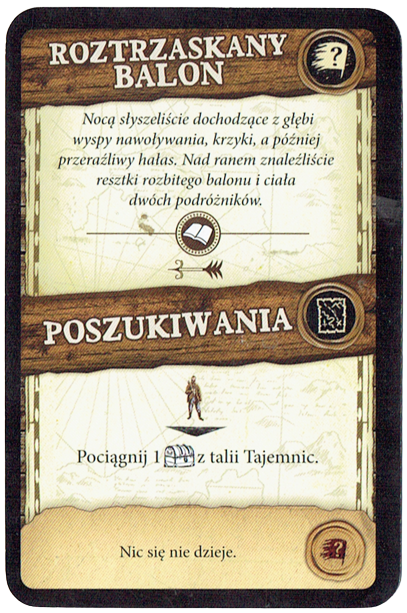 ROZTRZASKANY
BALON
?
Nocą słyszeliście dochodzące z głębi
wyspy nawoływania, krzyki, a później
przeraźliwy hałas. Nad ranem znaleźliście
resztki rozbitego balonu i ciała
dwóch podróżników.
POSZUKIWANIA
Pociągnij 1 z talii Tajemnic.
Nic się nie dzieje.
?